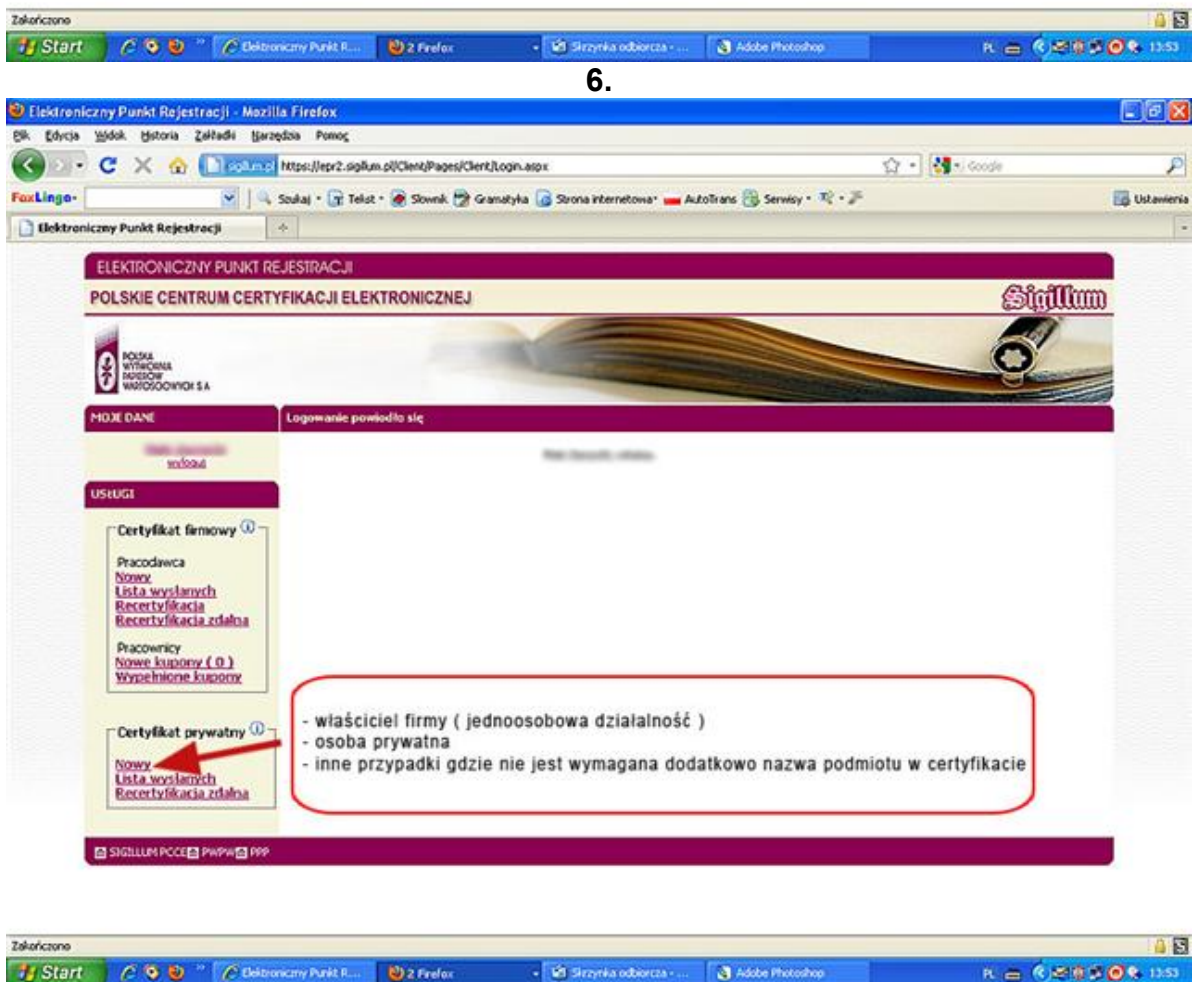 Zakończono
Start Elektroniczny Punkt R... 2 Firefox Skrzynka odbiorcza - ... Adobe Photoshop PL 13:53
6.
Elektroniczny Punkt Rejestracji - Mozilla Firefox
Plik Edycja Widok Historia Zakładki Narzędzia Pomoc
sigillum.pl https://epr2.sigillum.pl/Client/Pages/Client/Login.aspx Google
FoxLingo Szukaj Tekst Słownik Gramatyka Strona internetowa AutoTrans Serwisy Ustawienia
Elektroniczny Punkt Rejestracji
ELEKTRONICZNY PUNKT REJESTRACJI
POLSKIE CENTRUM CERTYFIKACJI ELEKTRONICZNEJ Sigillum
POLSKA
WYTWÓRNIA
PAPIERÓW
WARTOŚCIOWYCH S.A.
MOJE DANE Logowanie powiodło się
wyloguj
USŁUGI
Certyfikat firmowy
Pracodawca
Nowy
Lista wysłanych
Recertyfikacja
Recertyfikacja zdalna
Pracownicy
Nowe kupony ( 0 )
Wypełnione kupony
Certyfikat prywatny
Nowy
Lista wysłanych
Recertyfikacja zdalna
- właściciel firmy ( jednoosobowa działalność )
- osoba prywatna
- inne przypadki gdzie nie jest wymagana dodatkowo nazwa podmiotu w certyfikacie
SIGILLUM PCCE PWPW PPP
Zakończono
Start Elektroniczny Punkt R... 2 Firefox Skrzynka odbiorcza - ... Adobe Photoshop PL 13:53